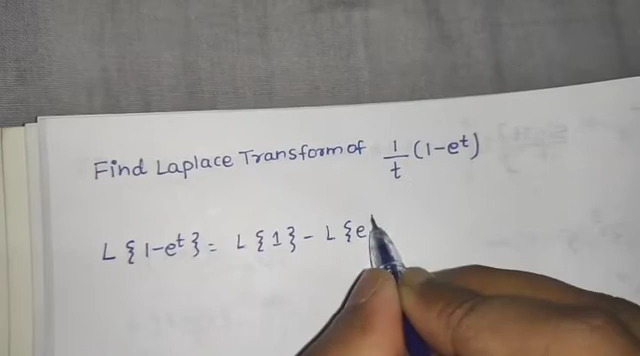 Find Laplace Transform of 1/t (1-e^t)
L{1-e^t} = L{1} - L{e